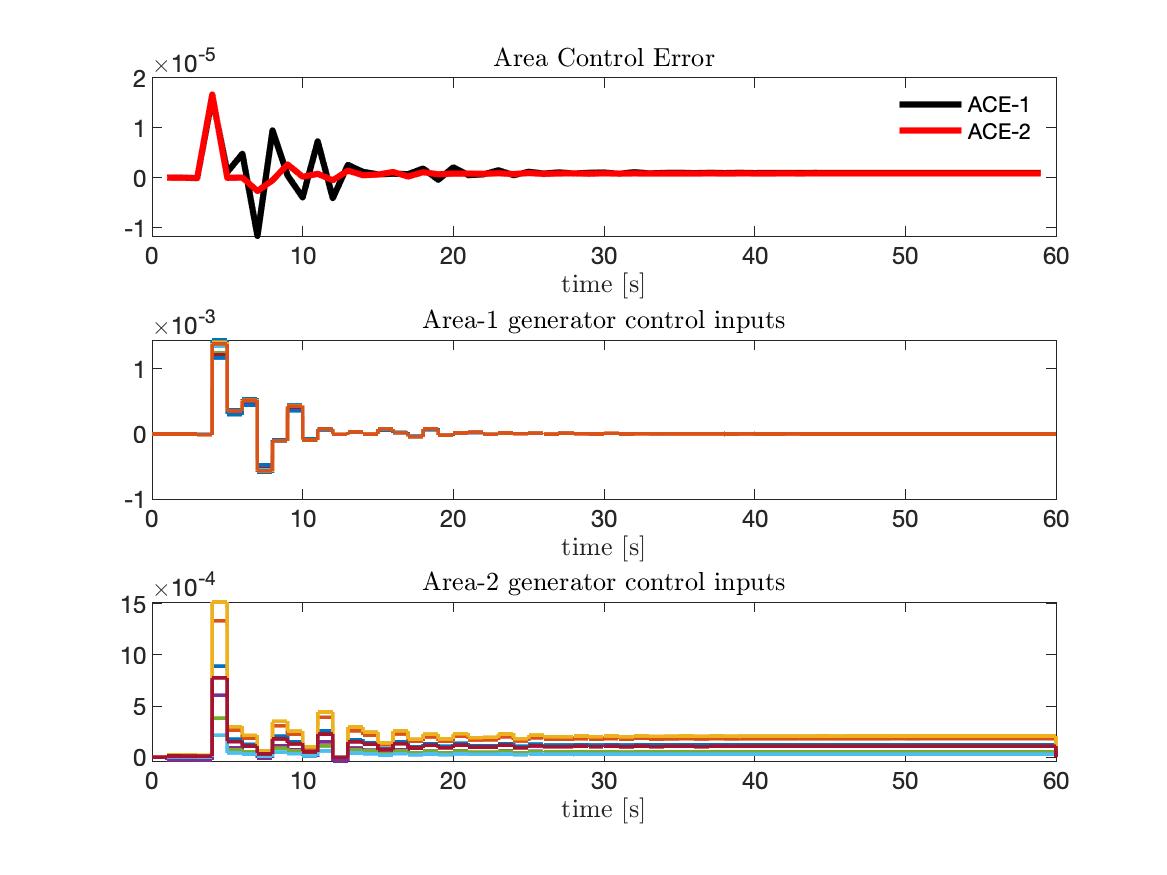 Area Control Error
×10⁻⁵
2
1
0
-1
ACE-1
ACE-2
0 10 20 30 40 50 60
time [s]
Area-1 generator control inputs
×10⁻³
1
0
-1
0 10 20 30 40 50 60
time [s]
Area-2 generator control inputs
×10⁻⁴
15
10
5
0
0 10 20 30 40 50 60
time [s]